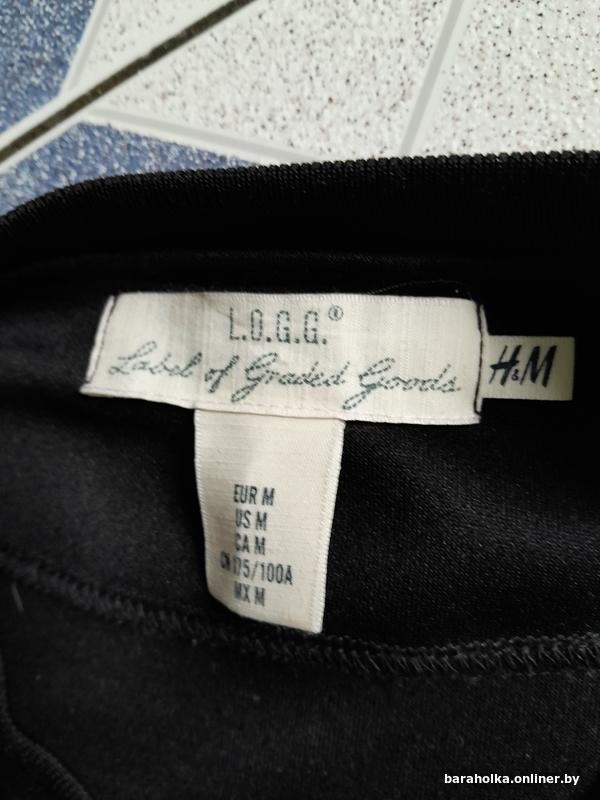 L.O.G.G.®
Label of Graded Goods
H&M
EUR M
US M
CA M
CN 175/100A
MX M
baraholka.onliner.by